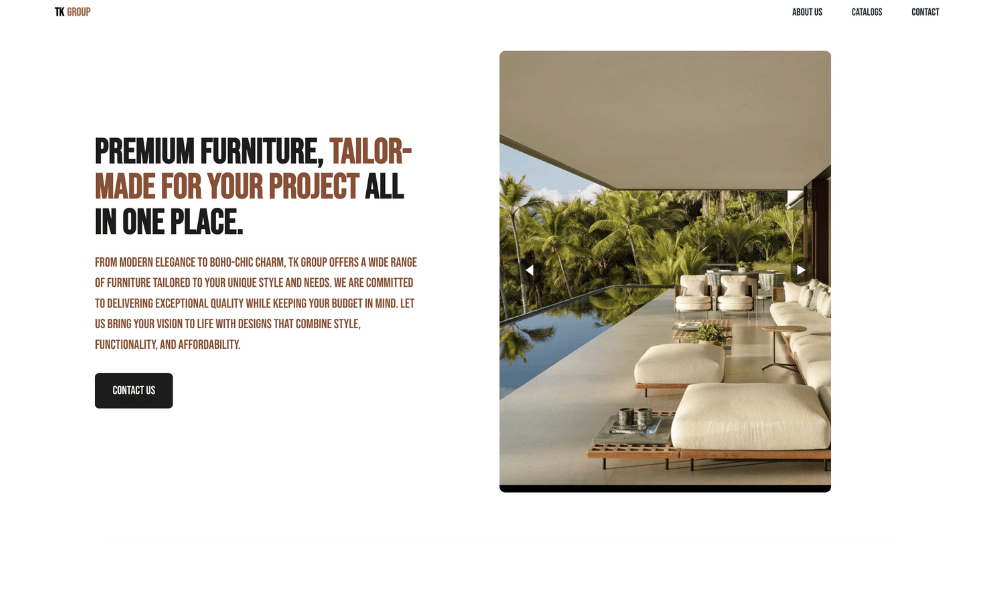 TK GROUP
ABOUT US CATALOGS CONTACT
PREMIUM FURNITURE, TAILOR-
MADE FOR YOUR PROJECT ALL
IN ONE PLACE.
FROM MODERN ELEGANCE TO BOHO-CHIC CHARM, TK GROUP OFFERS A WIDE RANGE
OF FURNITURE TAILORED TO YOUR UNIQUE STYLE AND NEEDS. WE ARE COMMITTED
TO DELIVERING EXCEPTIONAL QUALITY WHILE KEEPING YOUR BUDGET IN MIND. LET
US BRING YOUR VISION TO LIFE WITH DESIGNS THAT COMBINE STYLE,
FUNCTIONALITY, AND AFFORDABILITY.
CONTACT US